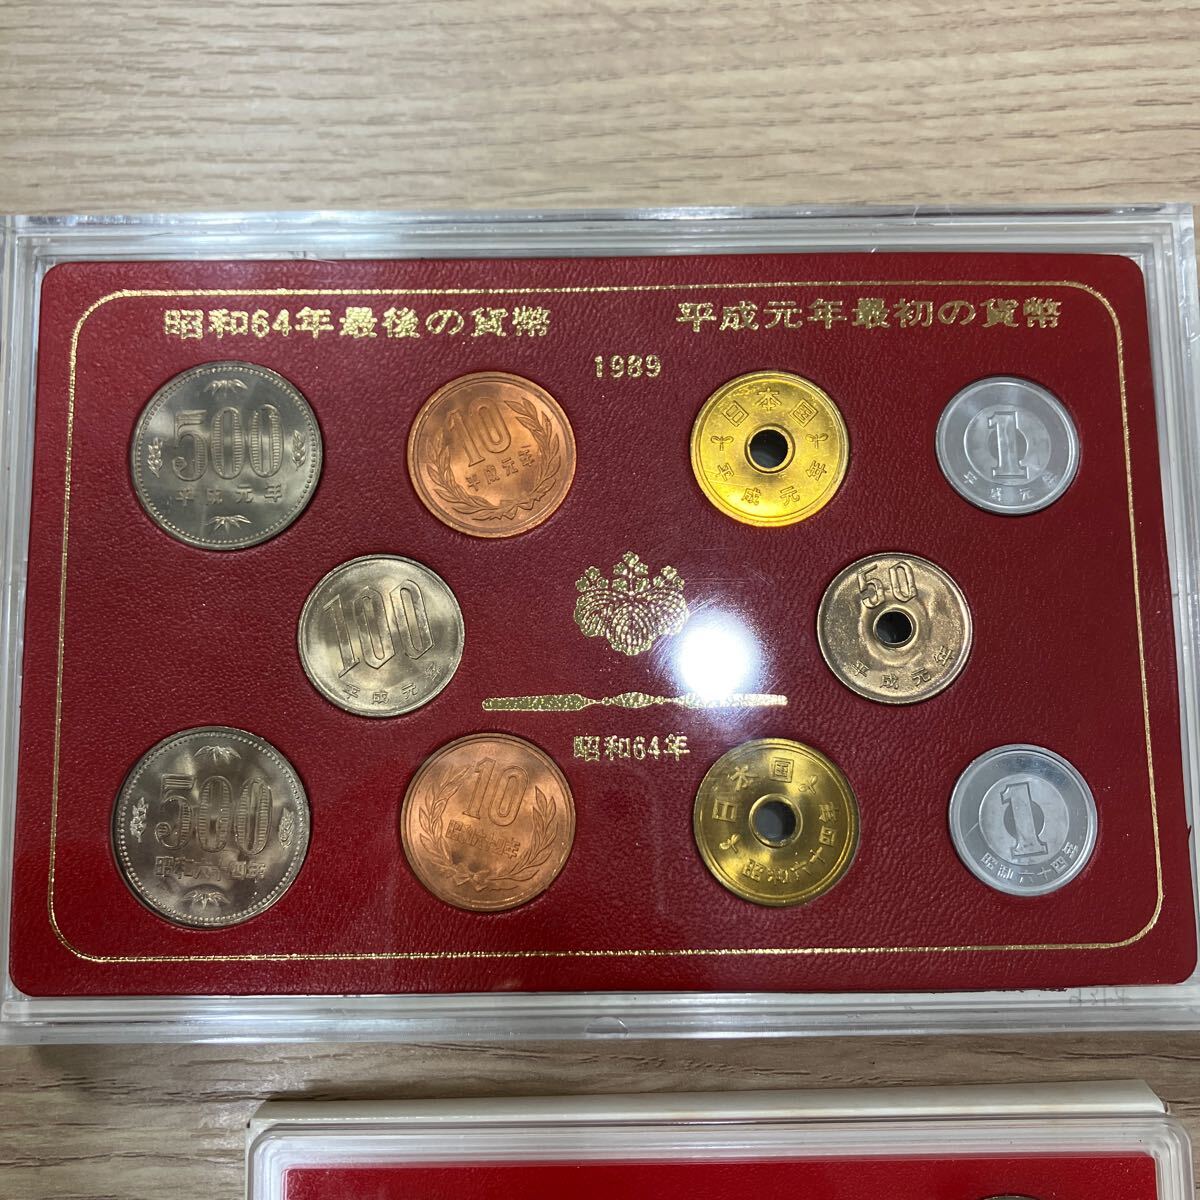 昭和64年最後の貨幣
平成元年最初の貨幣
1989
500
平成元年
10
平成元年
日本国
平成元年
1
平成元年
100
平成元年
50
平成元年
昭和64年
500
昭和六十四年
10
昭和六十四年
日本国
昭和六十四年
1
昭和六十四年